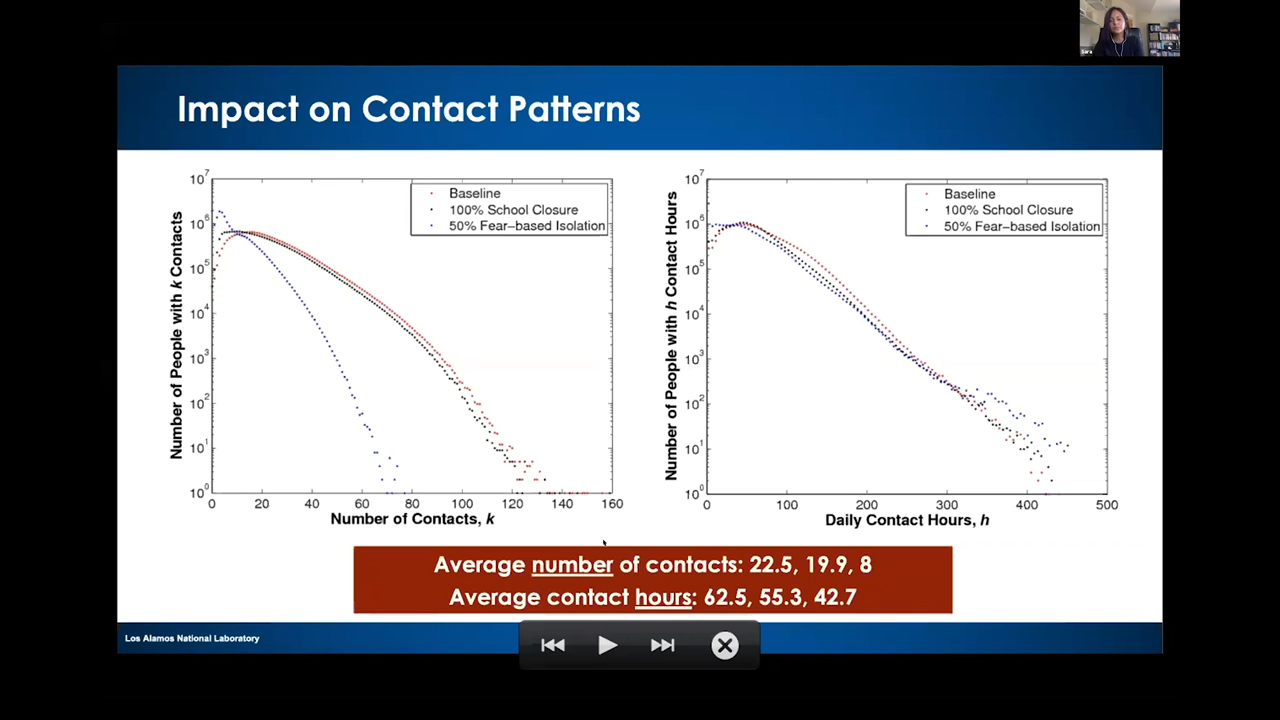 Sara
Impact on Contact Patterns
Number of People with k Contacts
10^7
10^6
10^5
10^4
10^3
10^2
10^1
10^0
Baseline
100% School Closure
50% Fear-based Isolation
0 20 40 60 80 100 120 140 160
Number of Contacts, k
Number of People with h Contact Hours
10^7
10^6
10^5
10^4
10^3
10^2
10^1
10^0
Baseline
100% School Closure
50% Fear-based Isolation
0 100 200 300 400 500
Daily Contact Hours, h
Average number of contacts: 22.5, 19.9, 8
Average contact hours: 62.5, 55.3, 42.7
Los Alamos National Laboratory